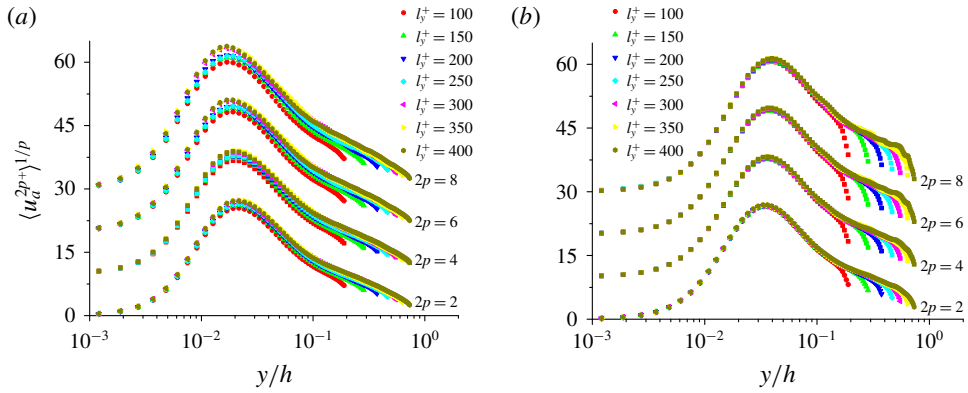 (a)
l_y^+ = 100
l_y^+ = 150
l_y^+ = 200
l_y^+ = 250
l_y^+ = 300
l_y^+ = 350
l_y^+ = 400
60
45
30
15
0
⟨u_a^{2p+}⟩^{1/p}
2p = 8
2p = 6
2p = 4
2p = 2
10^{−3} 10^{−2} 10^{−1} 10^0
y/h
(b)
l_y^+ = 100
l_y^+ = 150
l_y^+ = 200
l_y^+ = 250
l_y^+ = 300
l_y^+ = 350
l_y^+ = 400
60
45
30
15
0
2p = 8
2p = 6
2p = 4
2p = 2
10^{−3} 10^{−2} 10^{−1} 10^0
y/h